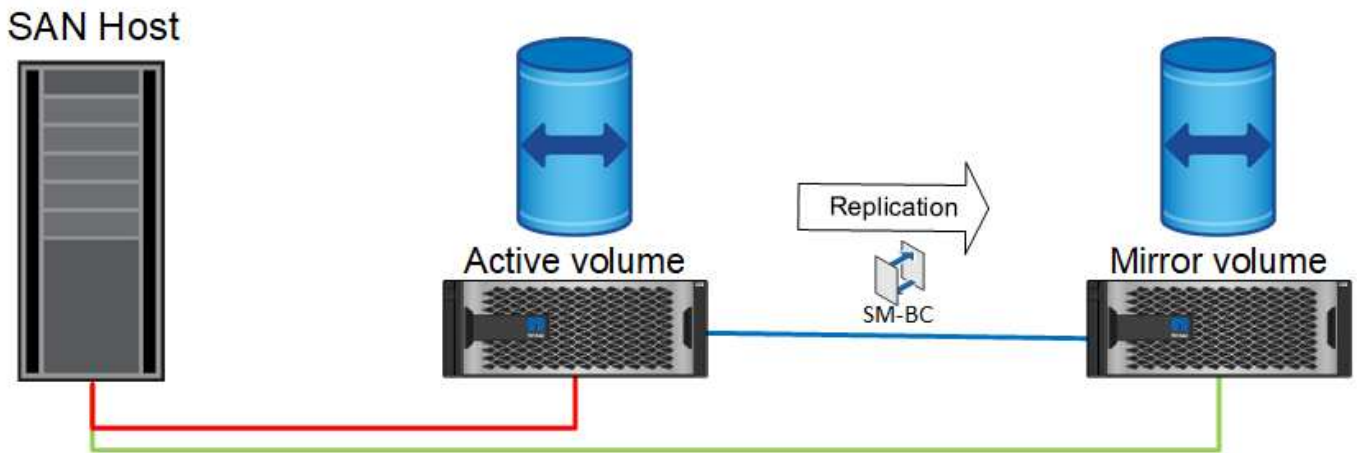 SAN Host
Replication
Active volume
Mirror volume
SM-BC